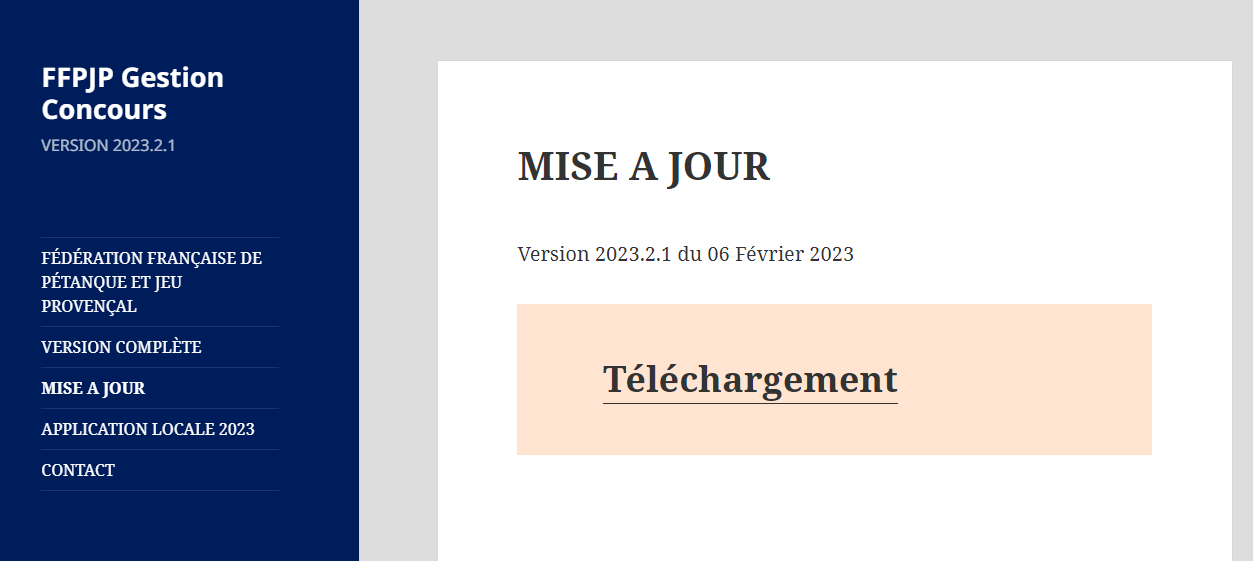 FFPJP Gestion
Concours
VERSION 2023.2.1
FÉDÉRATION FRANÇAISE DE
PÉTANQUE ET JEU
PROVENÇAL
VERSION COMPLÈTE
MISE A JOUR
APPLICATION LOCALE 2023
CONTACT
MISE A JOUR
Version 2023.2.1 du 06 Février 2023
Téléchargement